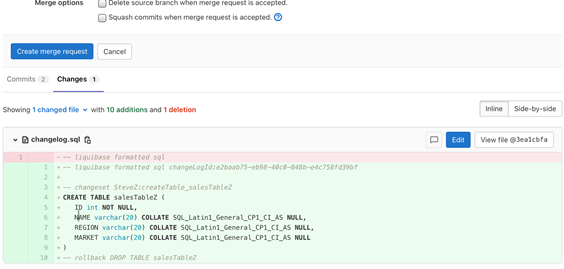 Merge options
Delete source branch when merge request is accepted.
Squash commits when merge request is accepted.
Create merge request Cancel
Commits 2 Changes 1
Showing 1 changed file with 10 additions and 1 deletion Inline Side-by-side
changelog.sql Edit View file @3ea1cbfa
1 - -- liquibase formatted sql
1 + -- liquibase formatted sql changeLogId:e2baab75-eb98-40c0-848b-e4c758fd39bf
2 +
3 + -- changeset SteveZ:createTable_salesTableZ
4 + CREATE TABLE salesTableZ (
5 + ID int NOT NULL,
6 + NAME varchar(20) COLLATE SQL_Latin1_General_CP1_CI_AS NULL,
7 + REGION varchar(20) COLLATE SQL_Latin1_General_CP1_CI_AS NULL,
8 + MARKET varchar(20) COLLATE SQL_Latin1_General_CP1_CI_AS NULL
9 + )
10 + -- rollback DROP TABLE salesTableZ